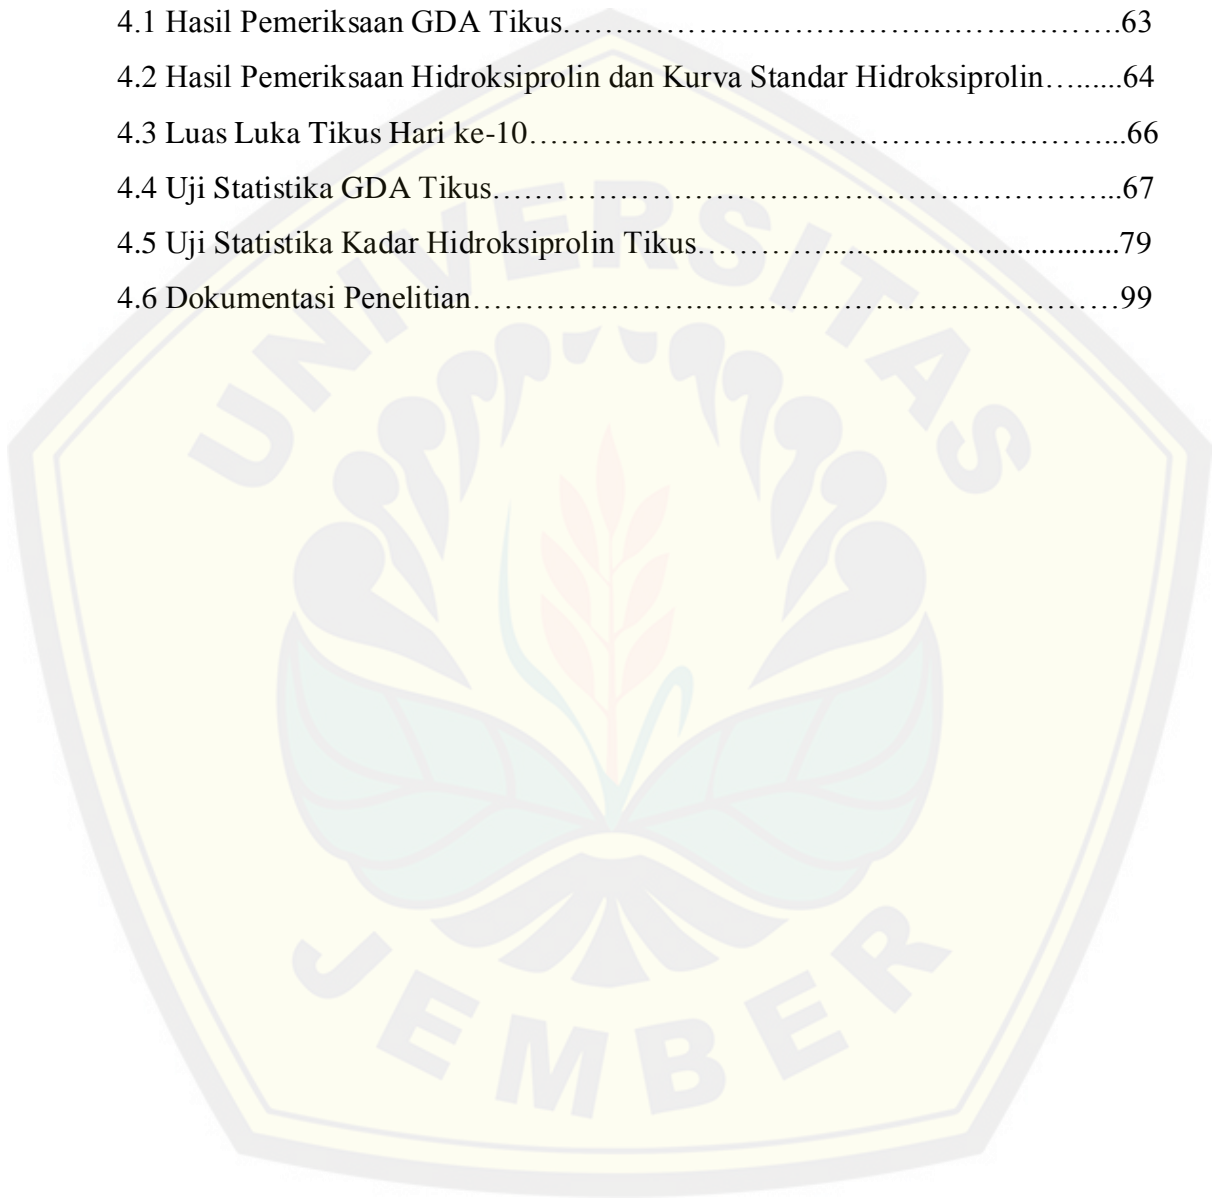 4.1 Hasil Pemeriksaan GDA Tikus…………………………………………………….63
4.2 Hasil Pemeriksaan Hidroksiprolin dan Kurva Standar Hidroksiprolin….......64
4.3 Luas Luka Tikus Hari ke-10………………………………………………………...66
4.4 Uji Statistika GDA Tikus…………………………………………………………...67
4.5 Uji Statistika Kadar Hidroksiprolin Tikus…………......................................79
4.6 Dokumentasi Penelitian……………………………………………………………99
UNIVERSITAS
JEMBER